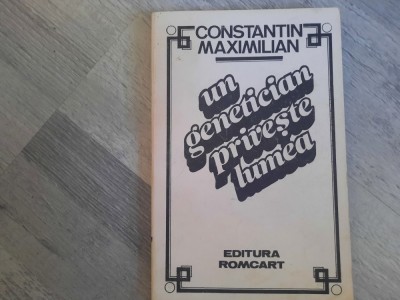 CONSTANTIN
MAXIMILIAN
un
genetician
privește
lumea
EDITURA
ROMCART